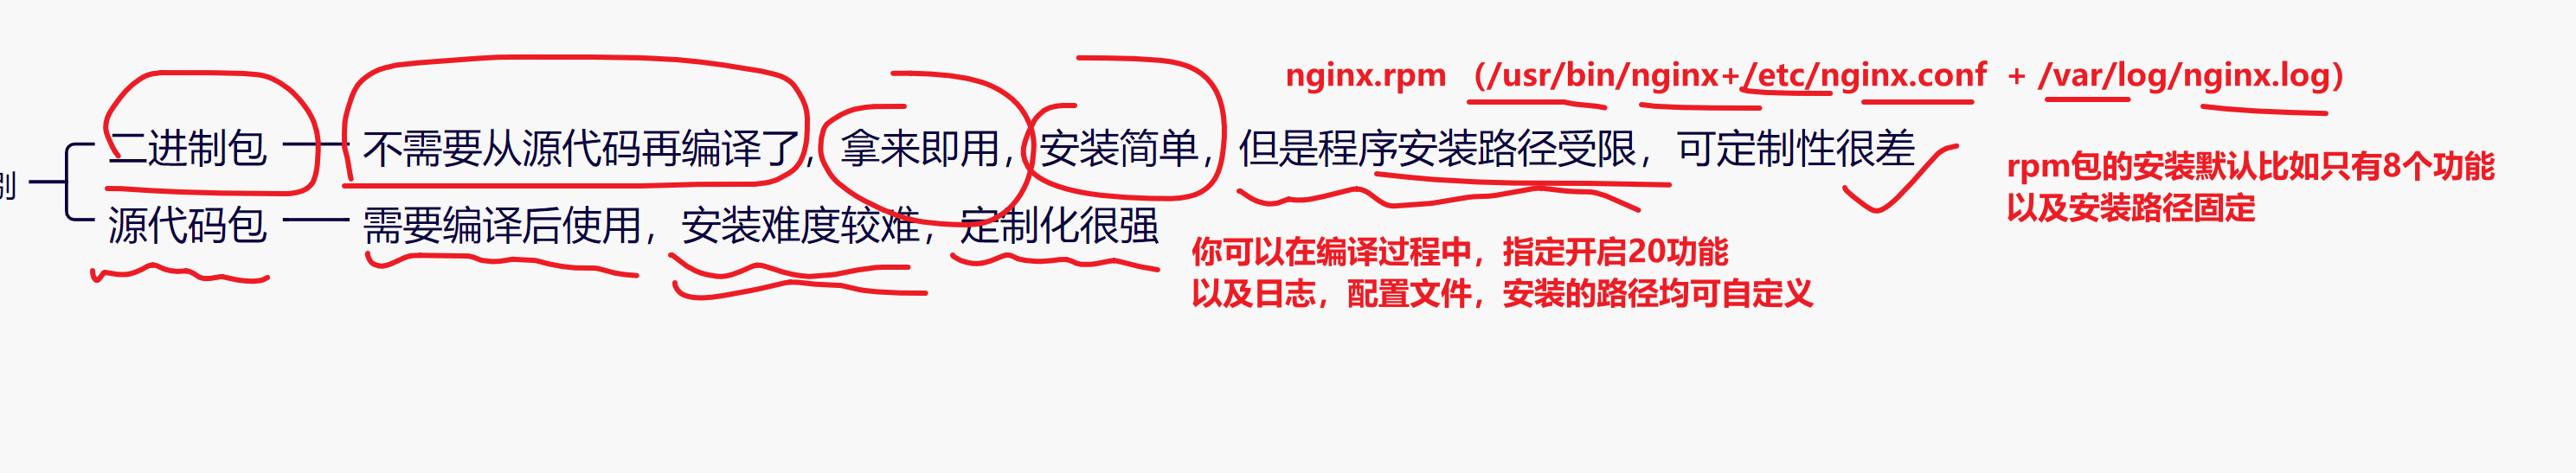 nginx.rpm （/usr/bin/nginx+/etc/nginx.conf + /var/log/nginx.log）
二进制包 不需要从源代码再编译了，拿来即用，安装简单，但是程序安装路径受限，可定制性很差
rpm包的安装默认比如只有8个功能
以及安装路径固定
别
源代码包 需要编译后使用，安装难度较难，定制化很强
你可以在编译过程中，指定开启20功能
以及日志，配置文件，安装的路径均可自定义